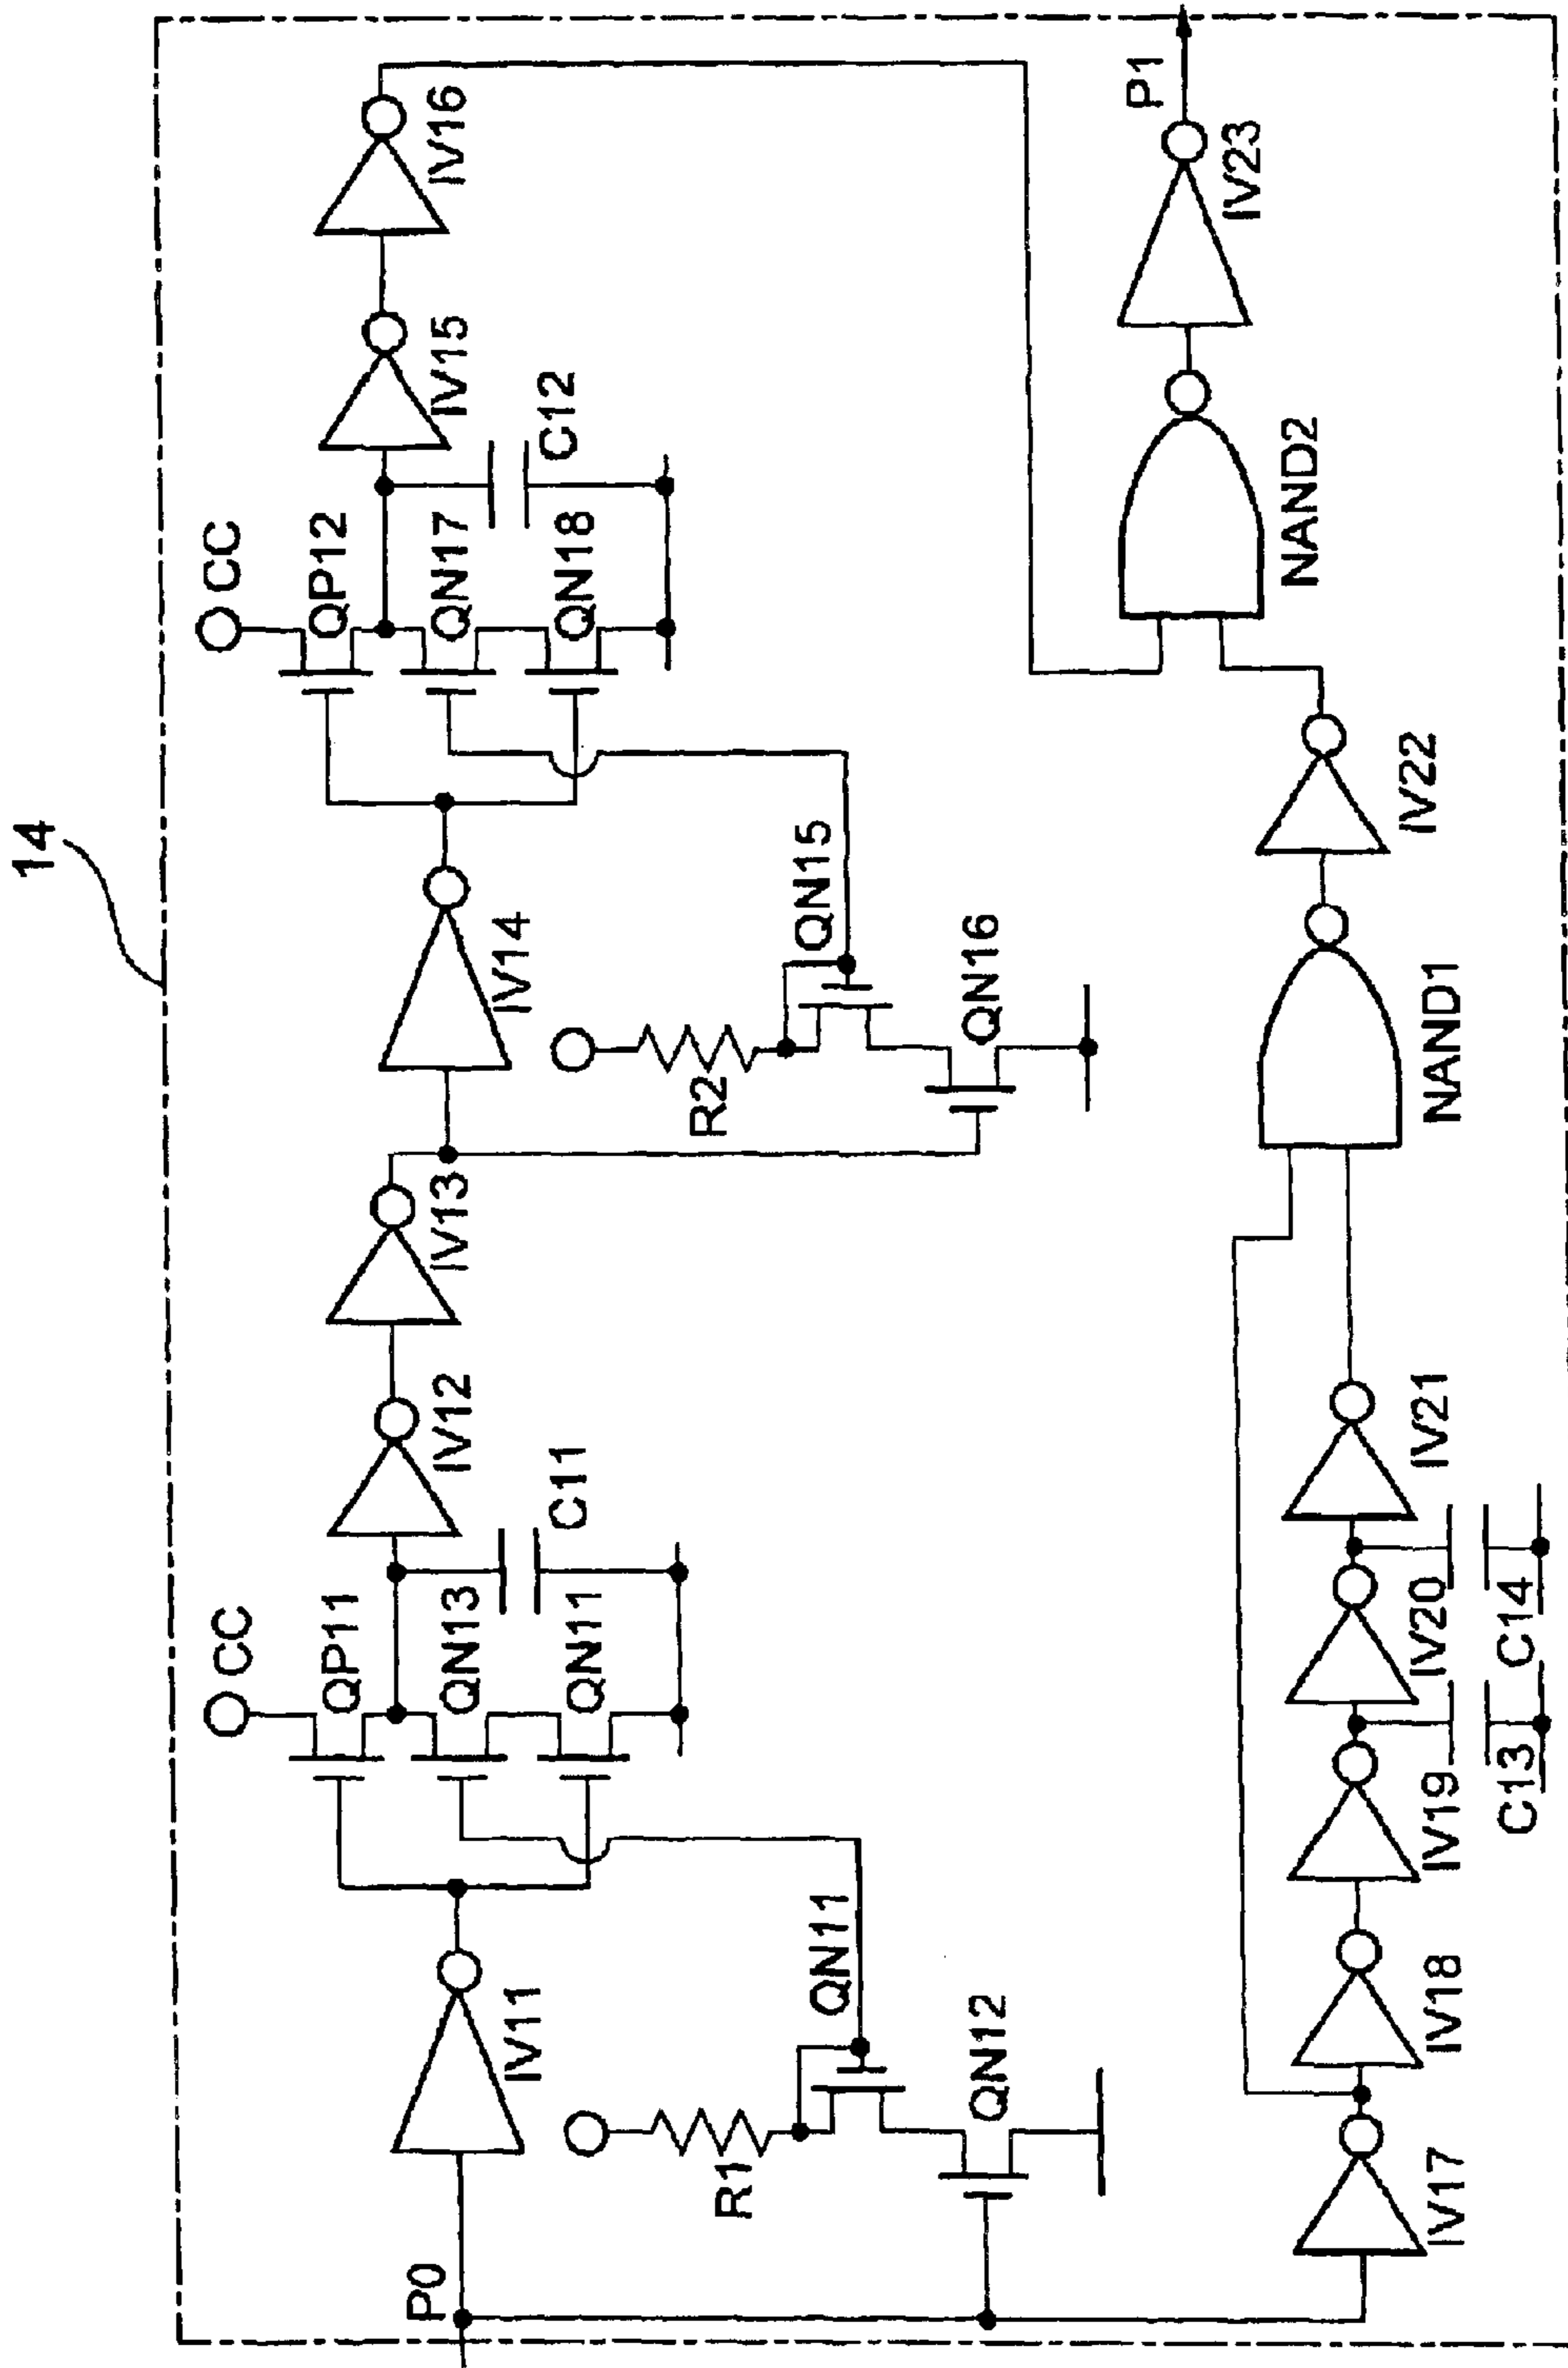 14
CC
CC
QP11
QP12
IV11
QN13
IV12
IV13
IV14
QN17
IV15
IV16
QN11
C11
QN18
C12
P0
R1
QN11
QN12
R2
QN15
QN16
IV17
IV18
IV19
IV20
IV21
NAND1
IV22
NAND2
IV23
P1
C13
C14